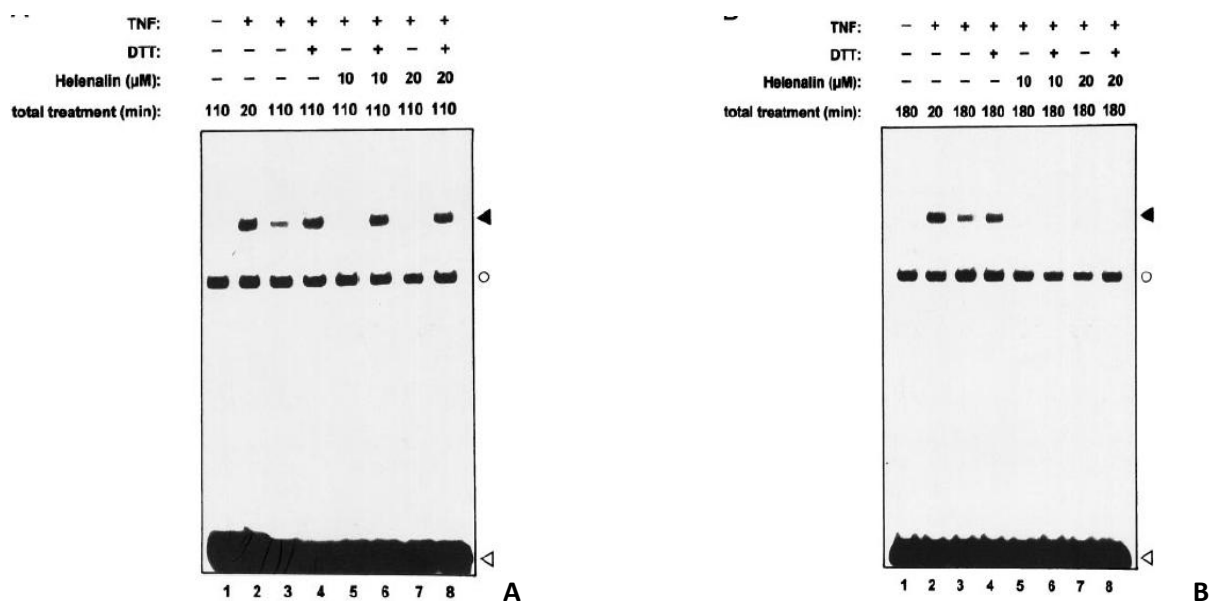 TNF: – + + + + + + +
DTT: – – – + – + – +
Helenalin (μM): – – – – 10 10 20 20
total treatment (min): 110 20 110 110 110 110 110 110
1 2 3 4 5 6 7 8
A
TNF: – + + + + + + +
DTT: – – – + – + – +
Helenalin (μM): – – – – 10 10 20 20
total treatment (min): 180 20 180 180 180 180 180 180
1 2 3 4 5 6 7 8
B